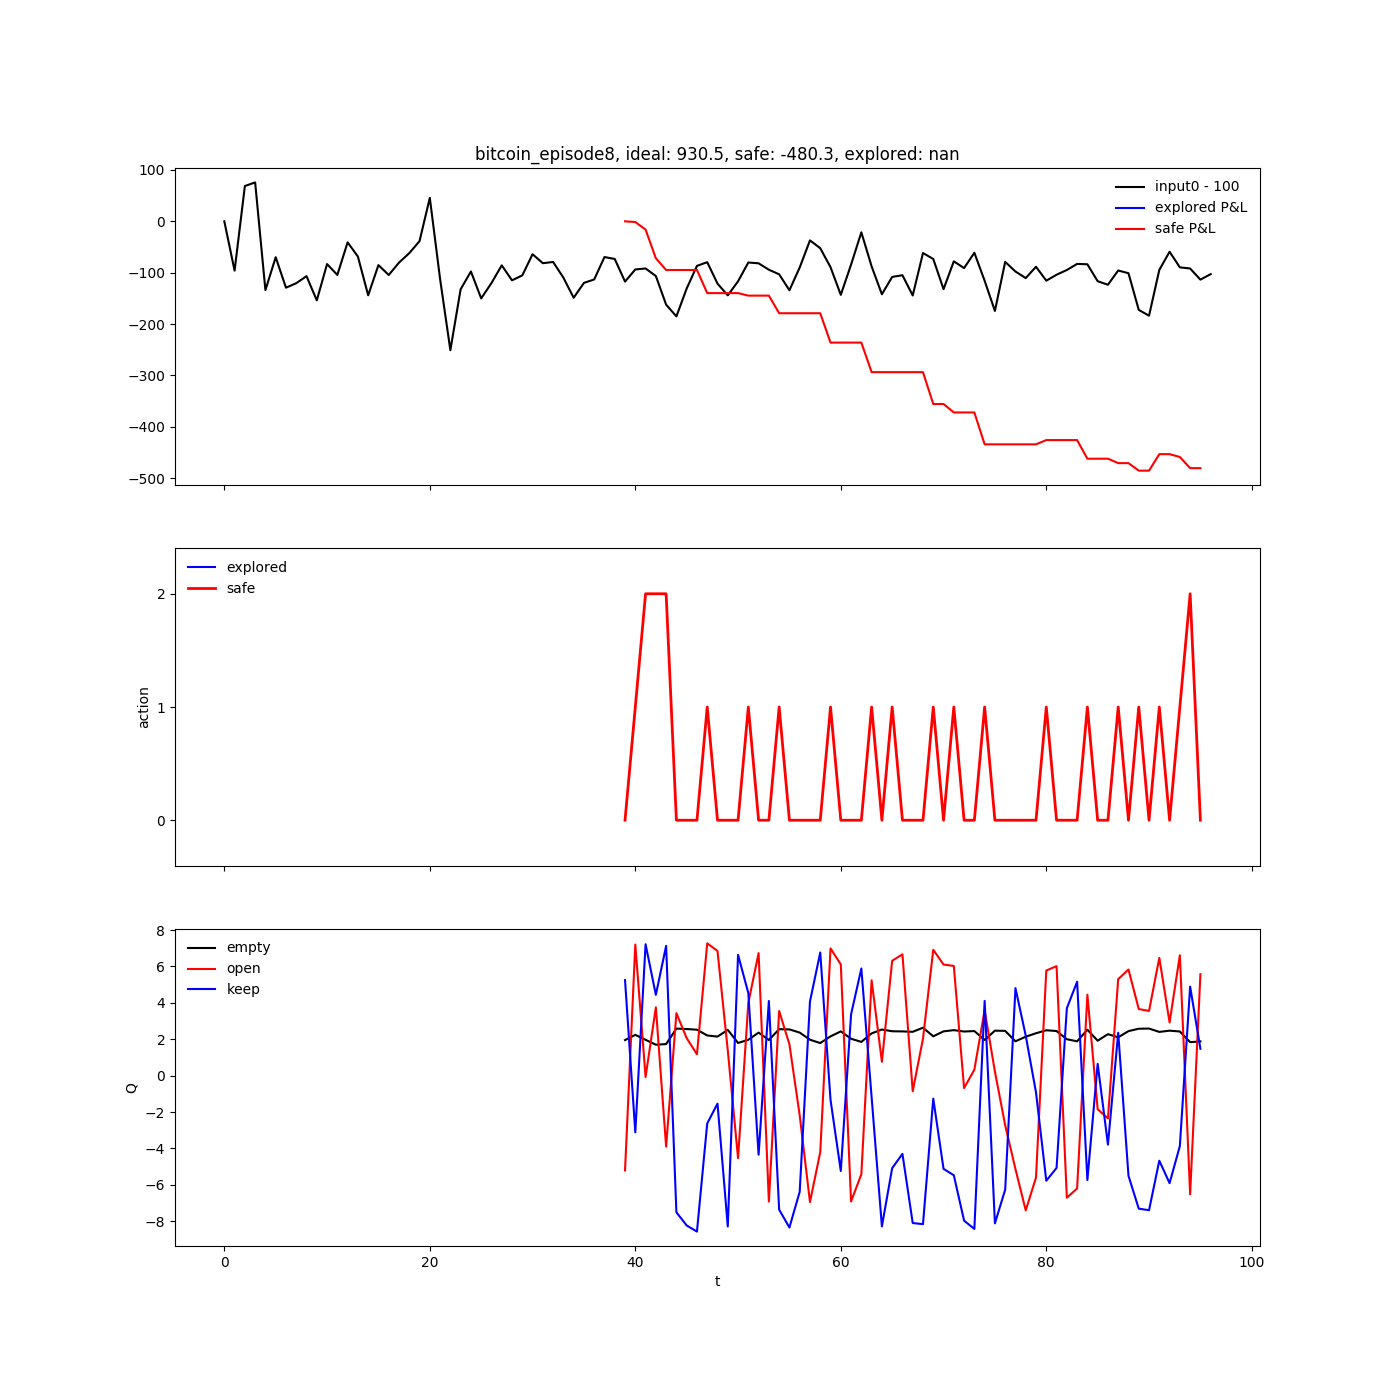 bitcoin_episode8, ideal: 930.5, safe: -480.3, explored: nan
100
0
−100
−200
−300
−400
−500
input0 - 100
explored P&L
safe P&L
action
2
1
0
explored
safe
Q
8
6
4
2
0
−2
−4
−6
−8
empty
open
keep
0
20
40
60
80
100
t